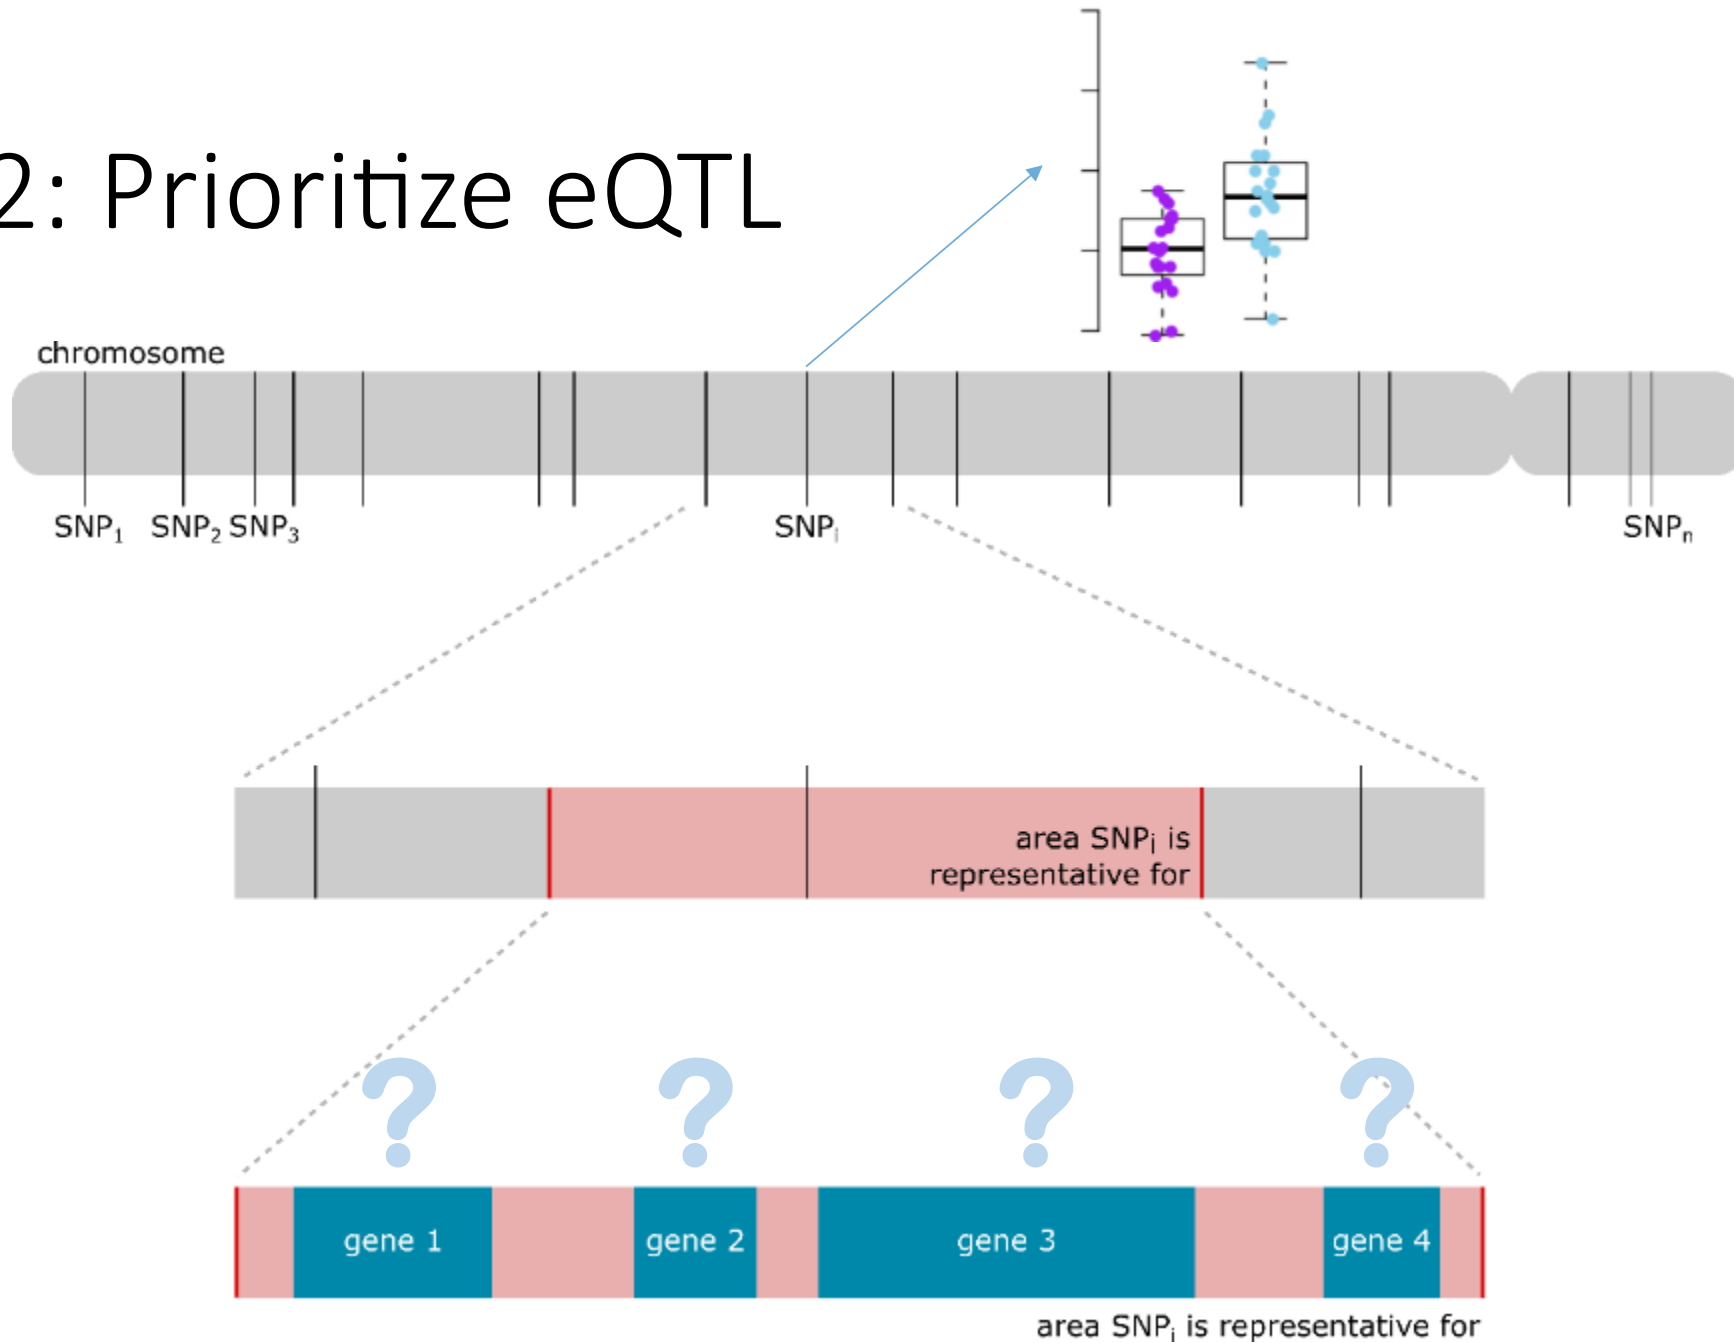 2: Prioritize eQTL
chromosome
SNP₁ SNP₂ SNP₃ SNPᵢ SNPₙ
area SNPᵢ is
representative for
? ? ? ?
gene 1 gene 2 gene 3 gene 4
area SNPᵢ is representative for